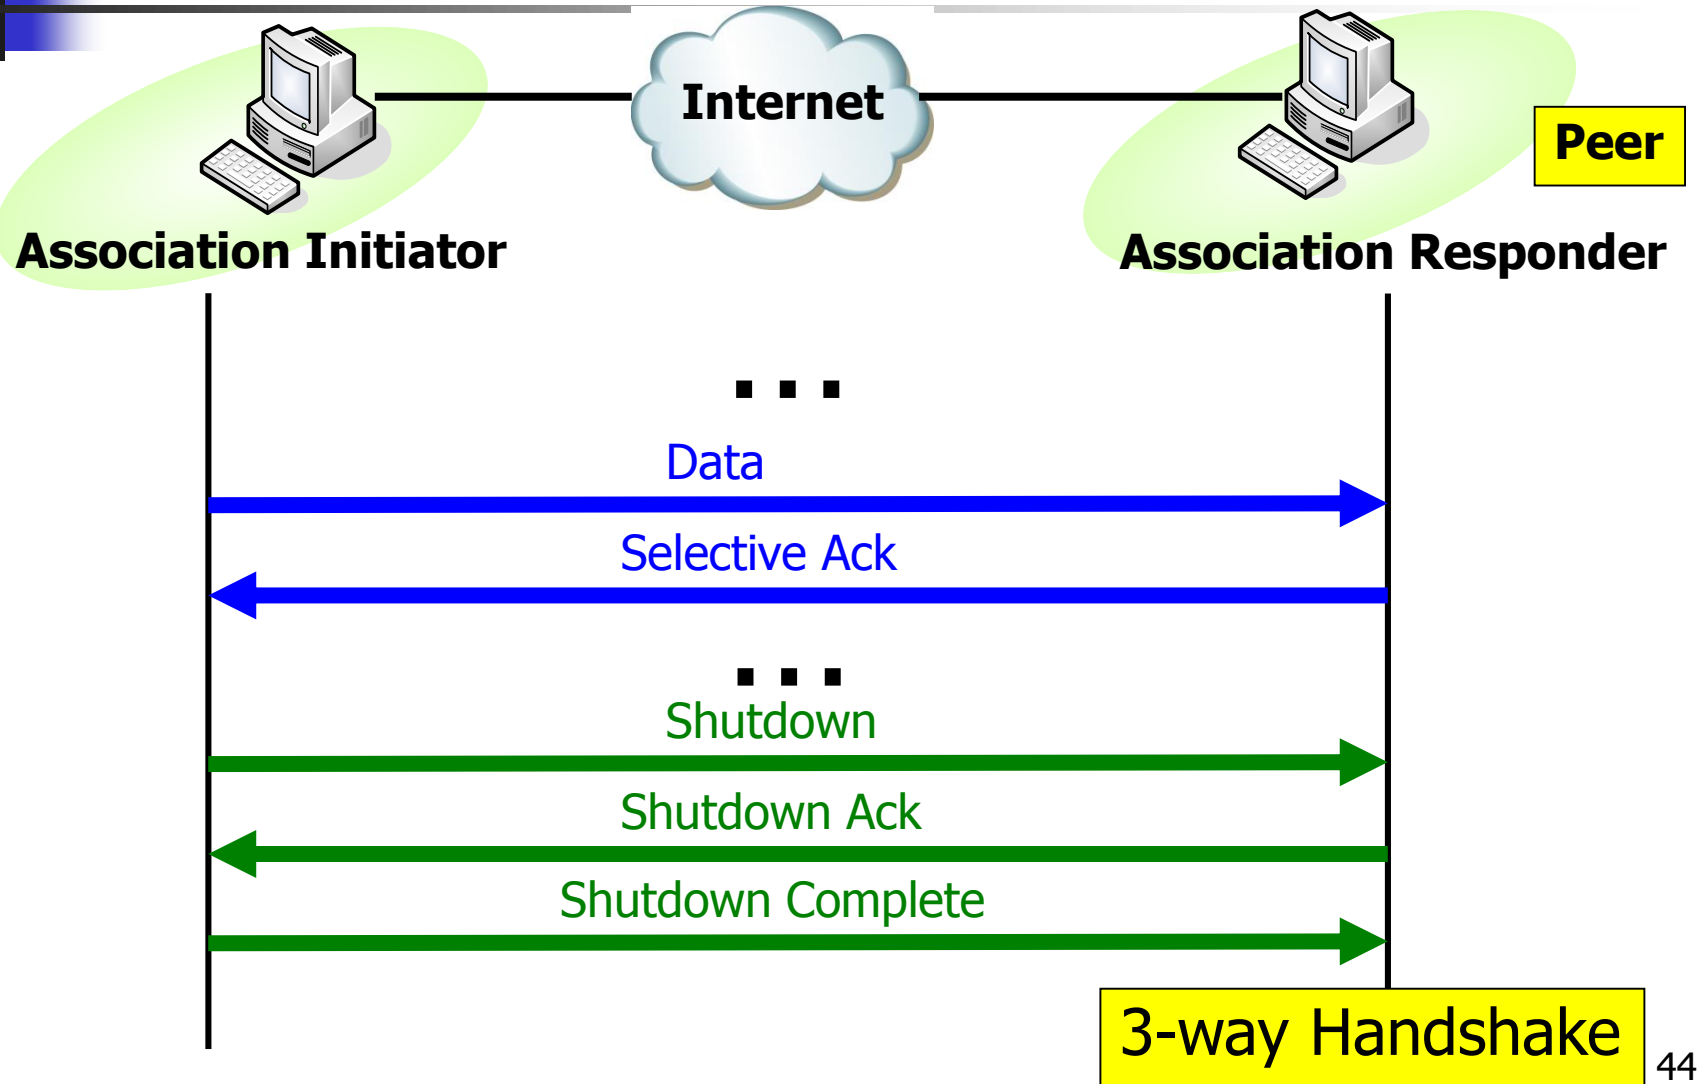 Internet
Peer
Association Initiator
Association Responder
...
Data
Selective Ack
...
Shutdown
Shutdown Ack
Shutdown Complete
3-way Handshake
44